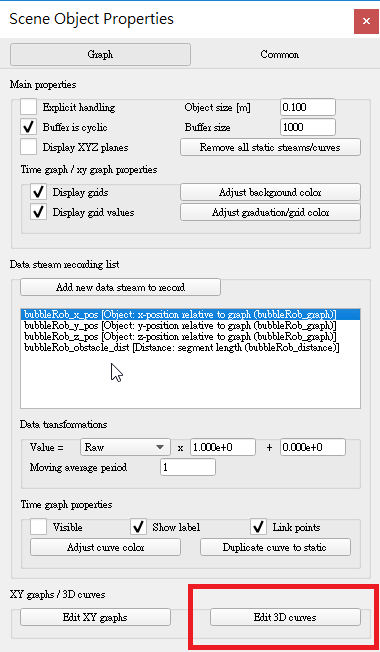 Scene Object Properties
Graph Common
Main properties
Explicit handling Object size [m] 0.100
Buffer is cyclic Buffer size 1000
Display XYZ planes Remove all static streams/curves
Time graph / xy graph properties
Display grids Adjust background color
Display grid values Adjust graduation/grid color
Data stream recording list
Add new data stream to record
bubbleRob_x_pos [Object: x-position relative to graph (bubbleRob_graph)]
bubbleRob_y_pos [Object: y-position relative to graph (bubbleRob_graph)]
bubbleRob_z_pos [Object: z-position relative to graph (bubbleRob_graph)]
bubbleRob_obstacle_dist [Distance: segment length (bubbleRob_distance)]
Data transformations
Value = Raw x 1.000e+0 + 0.000e+0
Moving average period 1
Time graph properties
Visible Show label Link points
Adjust curve color Duplicate curve to static
XY graphs / 3D curves
Edit XY graphs Edit 3D curves